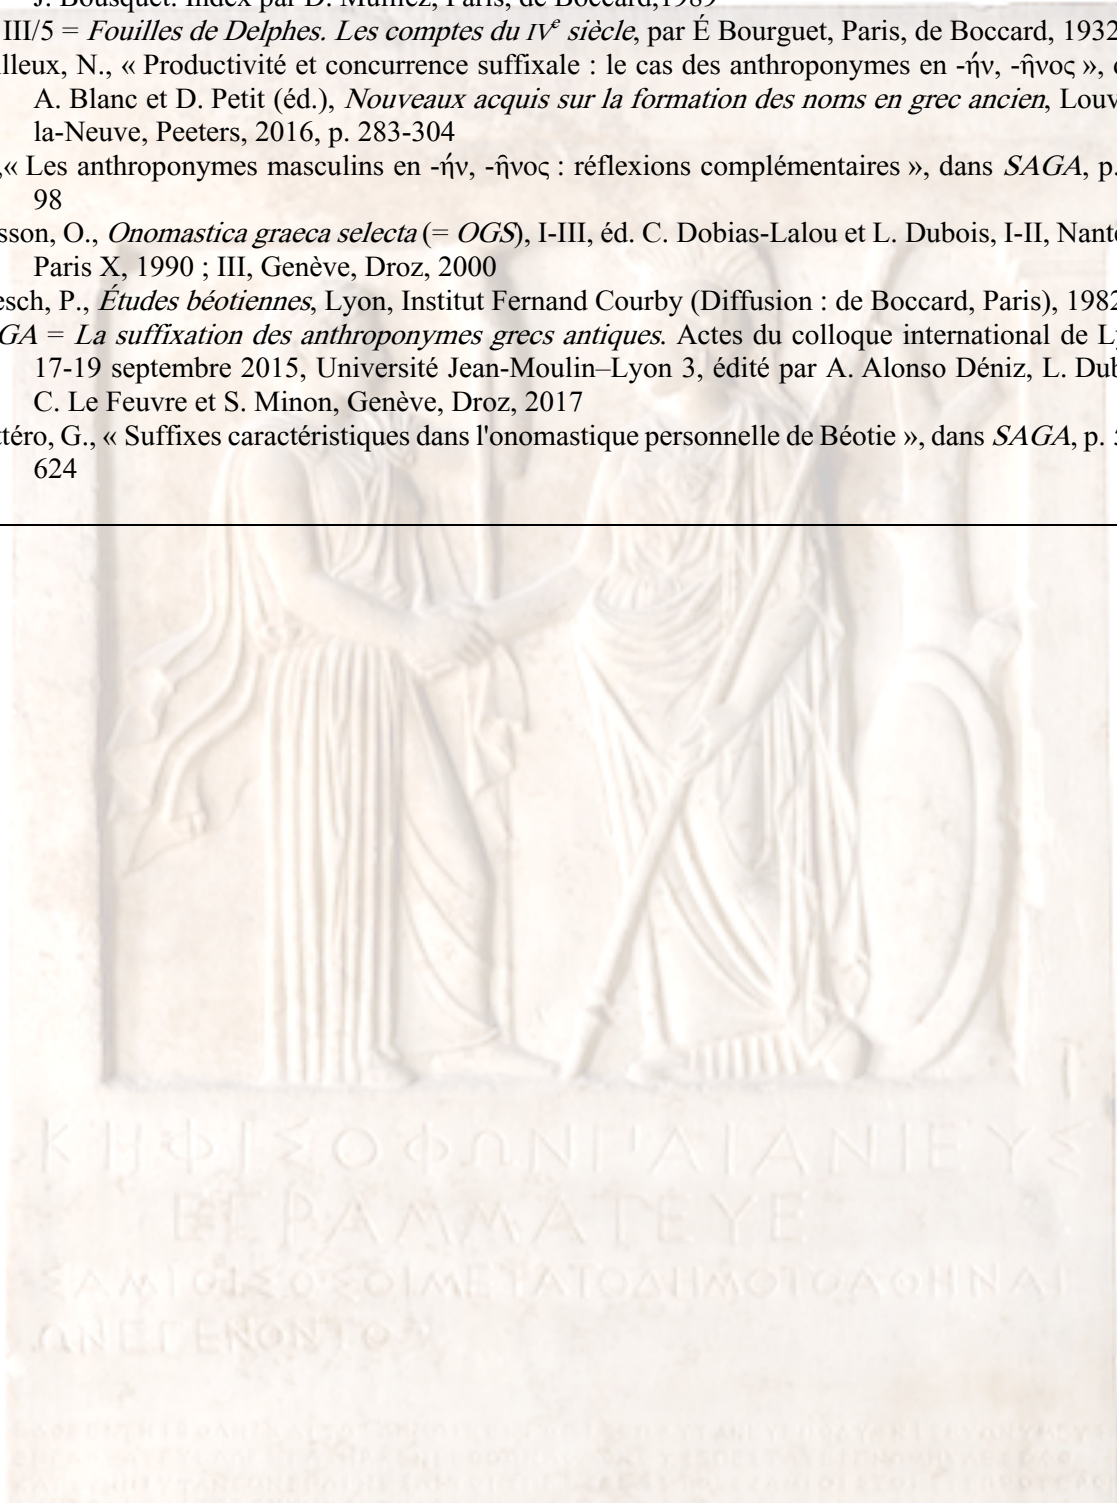 J. Bousquet. Index par D. Mulliez, Paris, de Boccard,1989
III/5 = Fouilles de Delphes. Les comptes du IVe siècle, par É Bourguet, Paris, de Boccard, 1932
lleux, N., « Productivité et concurrence suffixale : le cas des anthroponymes en -ήν, -ῆνος »,
A. Blanc et D. Petit (éd.), Nouveaux acquis sur la formation des noms en grec ancien, Louv
la-Neuve, Peeters, 2016, p. 283-304
,« Les anthroponymes masculins en -ήν, -ῆνος : réflexions complémentaires », dans SAGA, p.
98
sson, O., Onomastica graeca selecta (= OGS), I-III, éd. C. Dobias-Lalou et L. Dubois, I-II, Nant
Paris X, 1990 ; III, Genève, Droz, 2000
esch, P., Études béotiennes, Lyon, Institut Fernand Courby (Diffusion : de Boccard, Paris), 1982
GA = La suffixation des anthroponymes grecs antiques. Actes du colloque international de L
17-19 septembre 2015, Université Jean-Moulin–Lyon 3, édité par A. Alonso Déniz, L. Dub
C. Le Feuvre et S. Minon, Genève, Droz, 2017
ttéro, G., « Suffixes caractéristiques dans l'onomastique personnelle de Béotie », dans SAGA, p.
624
ΚΗΦΙΣΟΦΩΝΠΑΙΑΝΙΕΥΣ
ΕΓΡΑΜΜΑΤΕΥΕ
ΣΑΜΙΟΙΣΟΣΟΙΜΕΤΑΤΟΔΗΜΟΤΟΑΘΗΝΑΙ
ΩΝΕΓΕΝΟΝΤΟ